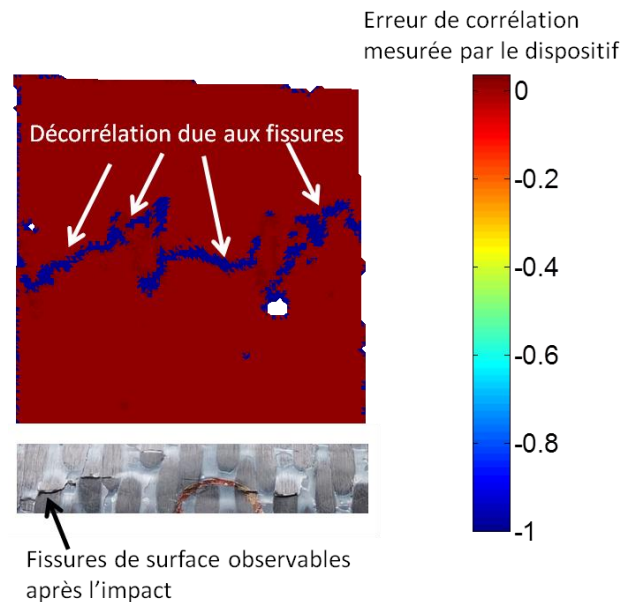 Erreur de corrélation
mesurée par le dispositif
Décorrélation due aux fissures
0
-0.2
-0.4
-0.6
-0.8
-1
Fissures de surface observables
après l'impact